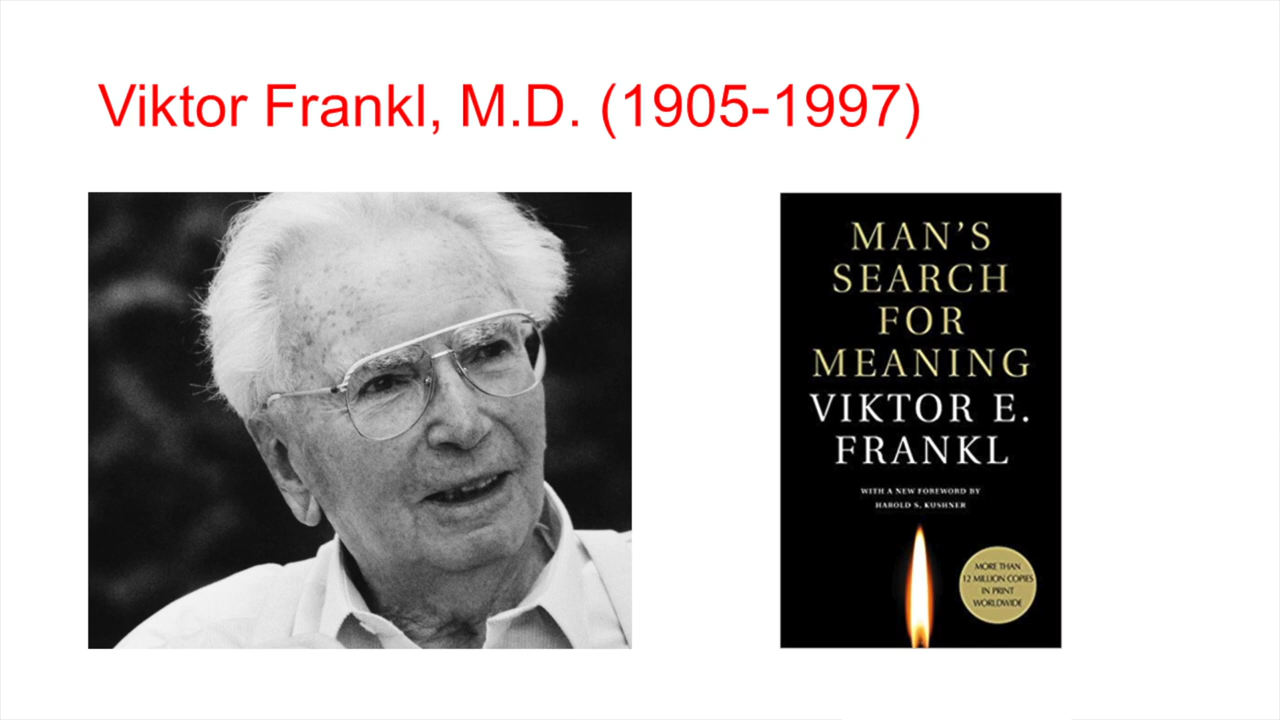 Viktor Frankl, M.D. (1905-1997)
MAN'S
SEARCH
FOR
MEANING
VIKTOR E.
FRANKL
WITH A NEW FOREWORD BY
HAROLD S. KUSHNER
MORE THAN
12 MILLION COPIES
IN PRINT
WORLDWIDE